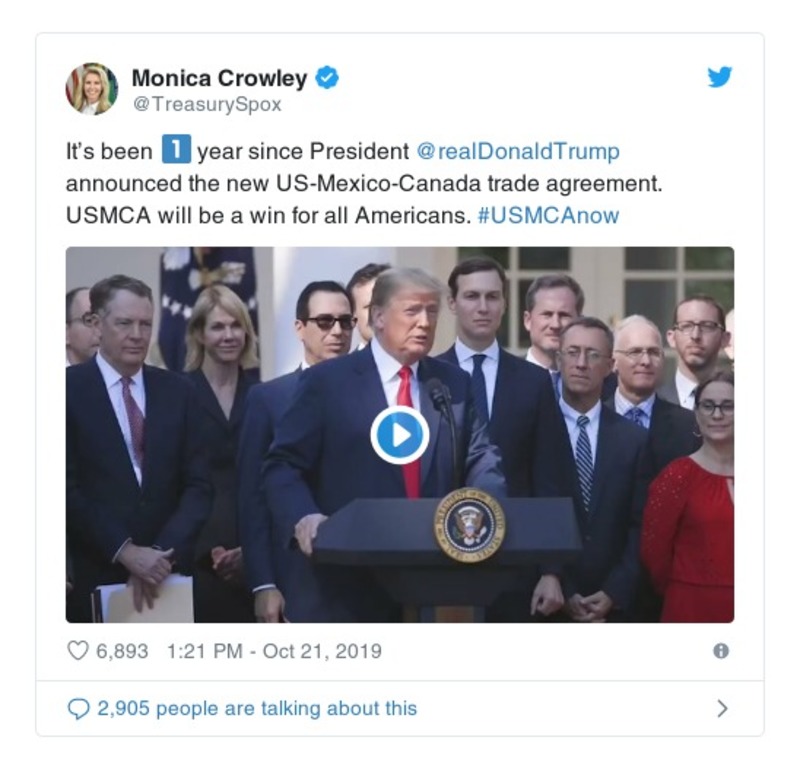 Monica Crowley
@TreasurySpox
It’s been 1 year since President @realDonaldTrump
announced the new US-Mexico-Canada trade agreement.
USMCA will be a win for all Americans. #USMCAnow
6,893 1:21 PM - Oct 21, 2019
2,905 people are talking about this